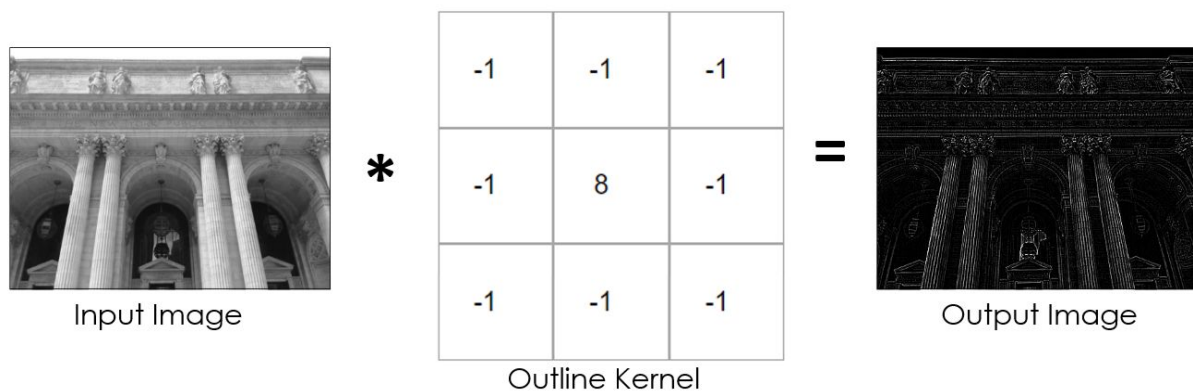 -1 -1 -1
*
-1 8 -1
=
-1 -1 -1
Input Image
Output Image
Outline Kernel